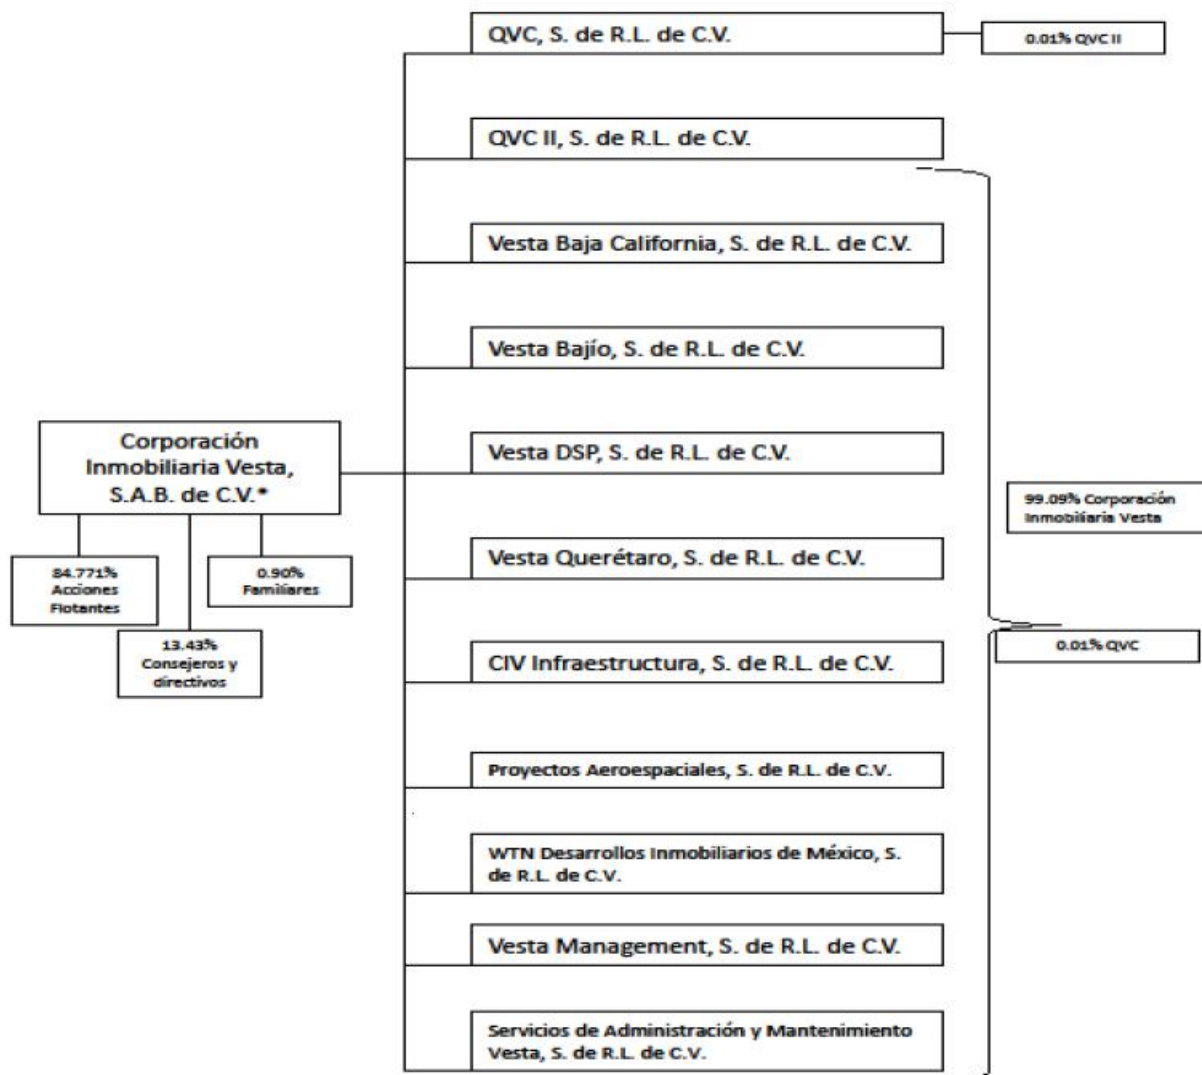 QVC, S. de R.L. de C.V.
0.01% QVC II
QVC II, S. de R.L. de C.V.
Vesta Baja California, S. de R.L. de C.V.
Vesta Bajío, S. de R.L. de C.V.
Corporación
Inmobiliaria Vesta,
S.A.B. de C.V.*
Vesta DSP, S. de R.L. de C.V.
99.09% Corporación
Inmobiliaria Vesta
84.771%
Acciones
Flotantes
0.90%
Familiares
13.43%
Consejeros y
directivos
Vesta Querétaro, S. de R.L. de C.V.
CIV Infraestructura, S. de R.L. de C.V.
0.01% QVC
Proyectos Aeroespaciales, S. de R.L. de C.V.
WTN Desarrollos Inmobiliarios de México, S.
de R.L. de C.V.
Vesta Management, S. de R.L. de C.V.
Servicios de Administración y Mantenimiento
Vesta, S. de R.L. de C.V.